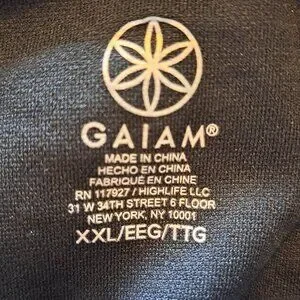 GAIAM®
MADE IN CHINA
HECHO EN CHINA
FABRIQUÉ EN CHINE
RN 117927 / HIGHLIFE LLC
31 W 34TH STREET 6 FLOOR
NEW YORK, NY 10001
XXL/EEG/TTG